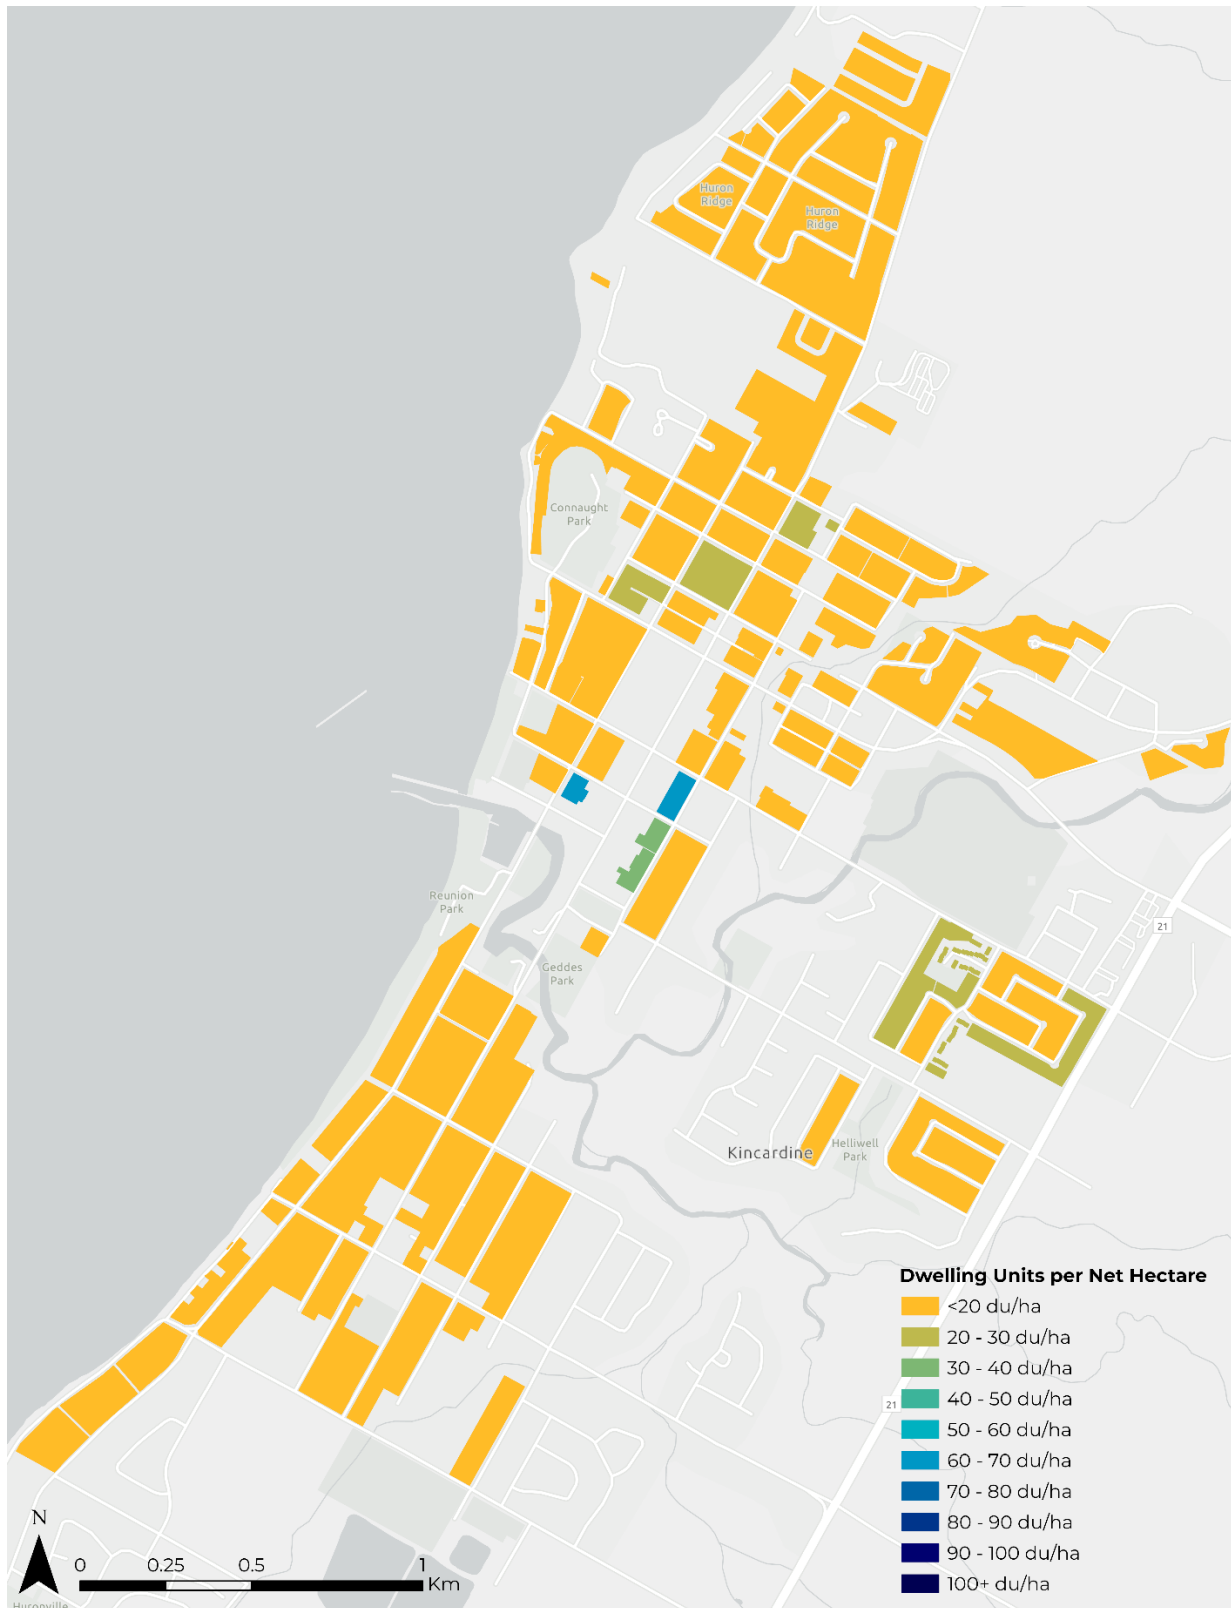 Huron
Ridge
Huron
Ridge
Connaught
Park
Reunion
Park
21
Geddes
Park
Kincardine
Helliwell
Park
Dwelling Units per Net Hectare
<20 du/ha
20 - 30 du/ha
30 - 40 du/ha
40 - 50 du/ha
50 - 60 du/ha
60 - 70 du/ha
70 - 80 du/ha
80 - 90 du/ha
90 - 100 du/ha
100+ du/ha
21
N
0 0.25 0.5 1
Km
Huronville